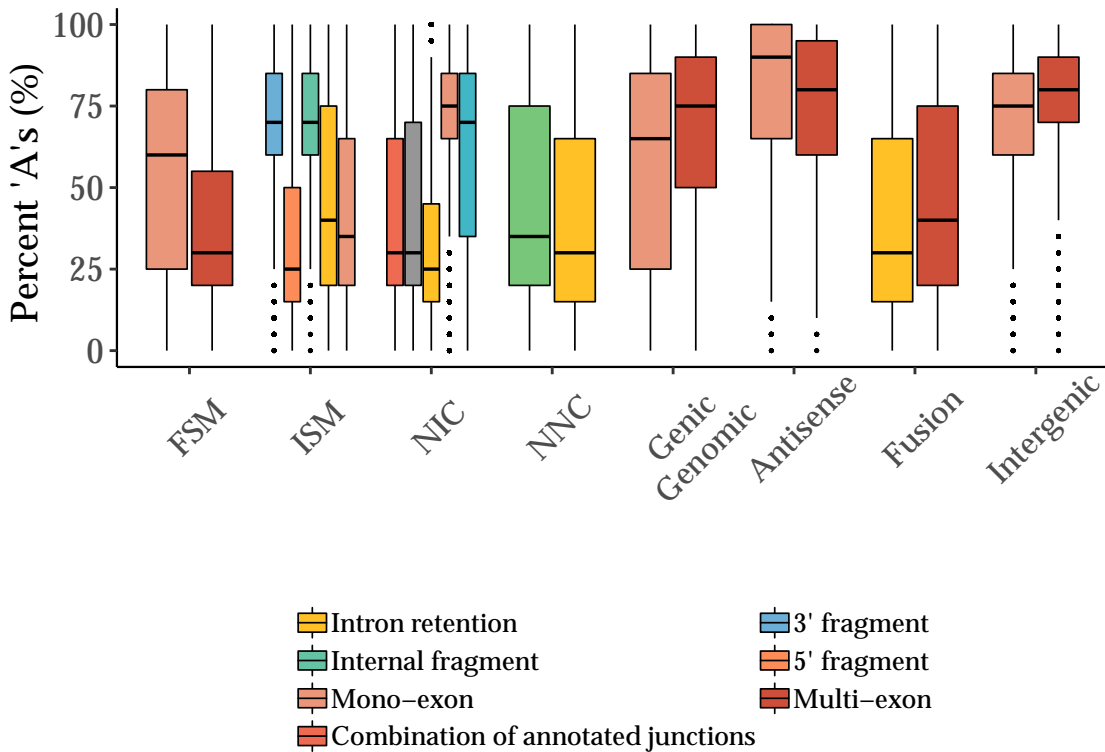 Percent 'A's (%)
100
75
50
25
0
FSM
ISM
NIC
NNC
Genic
Genomic
Antisense
Fusion
Intergenic
Intron retention
Internal fragment
Mono−exon
Combination of annotated junctions
3' fragment
5' fragment
Multi−exon